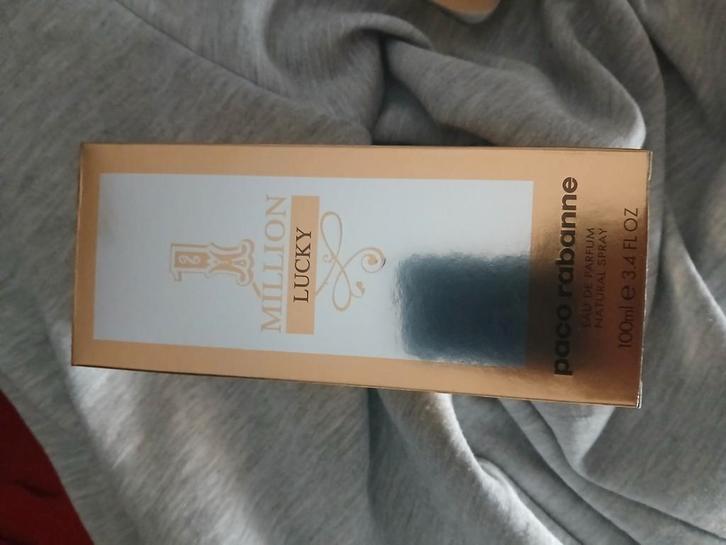 1
MILLION
LUCKY
paco rabanne
EAU DE PARFUM
NATURAL SPRAY
100ml e 3.4 FL OZ